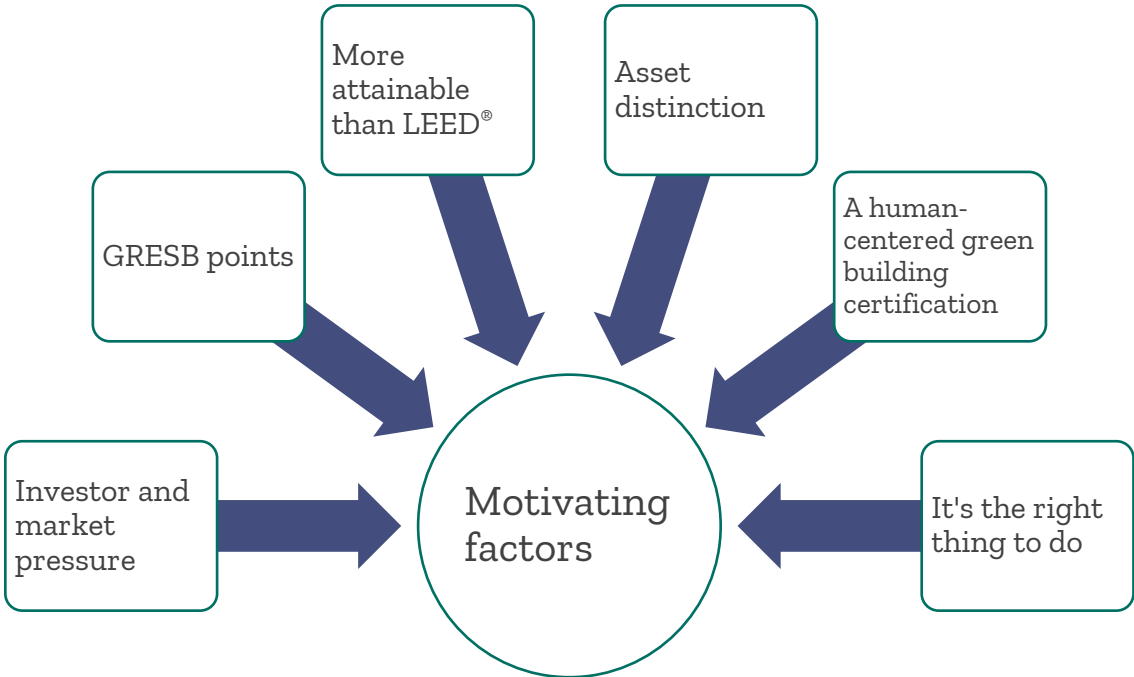 More
attainable
than LEED®
Asset
distinction
GRESB points
A human-
centered green
building
certification
Investor and
market
pressure
Motivating
factors
It's the right
thing to do